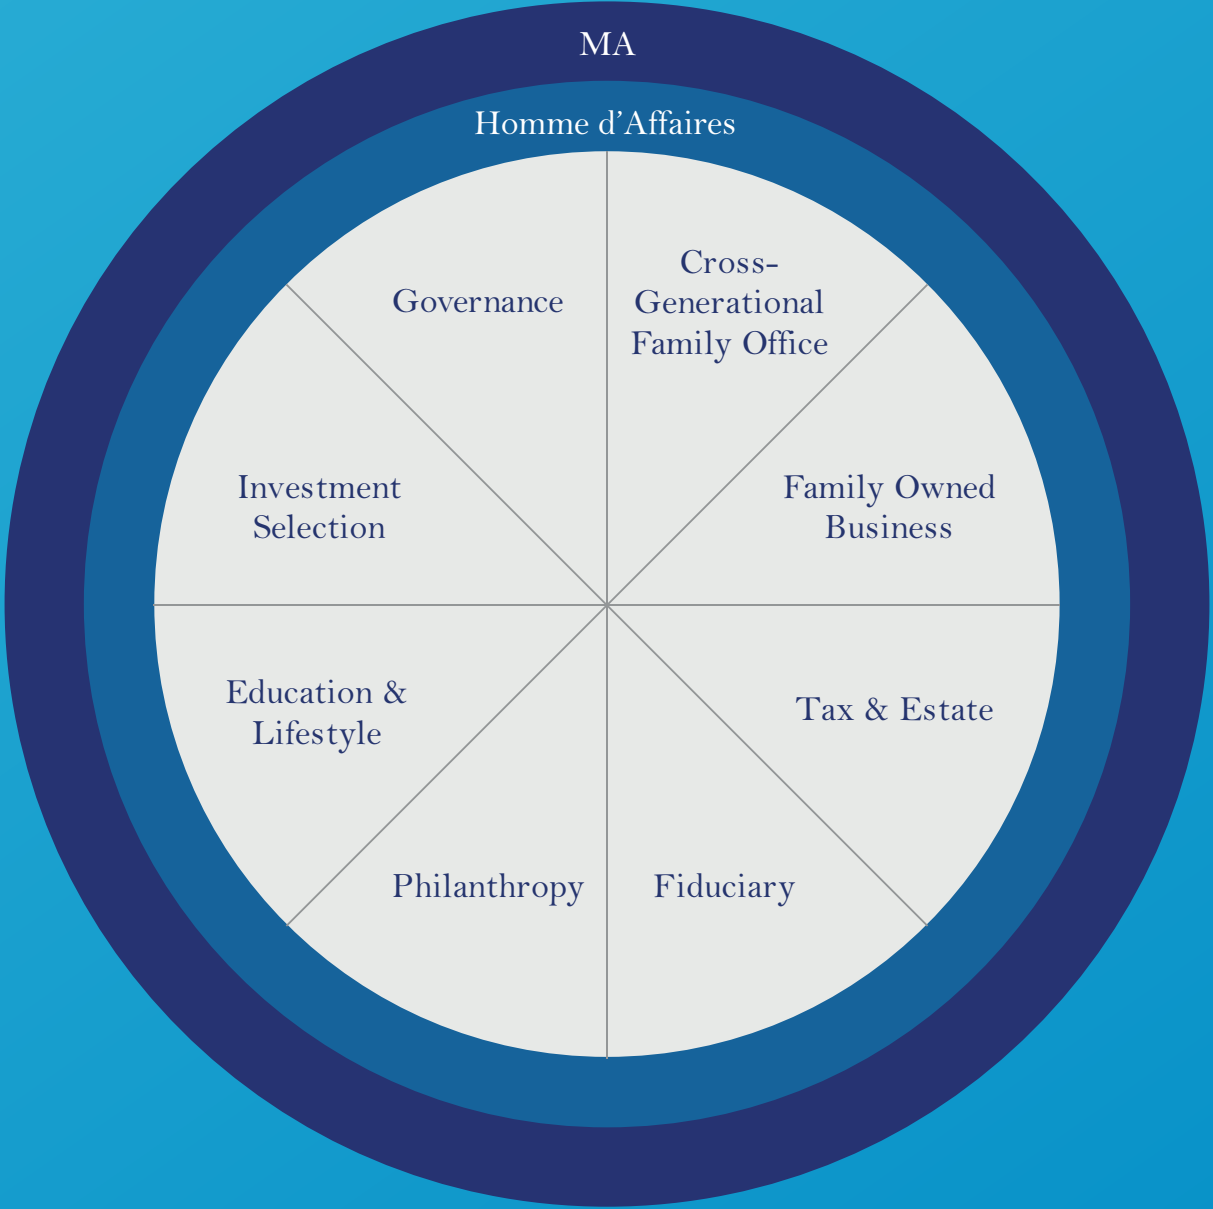 MA
Homme d’Affaires
Governance
Cross-
Generational
Family Office
Investment
Selection
Family Owned
Business
Education &
Lifestyle
Tax & Estate
Philanthropy
Fiduciary